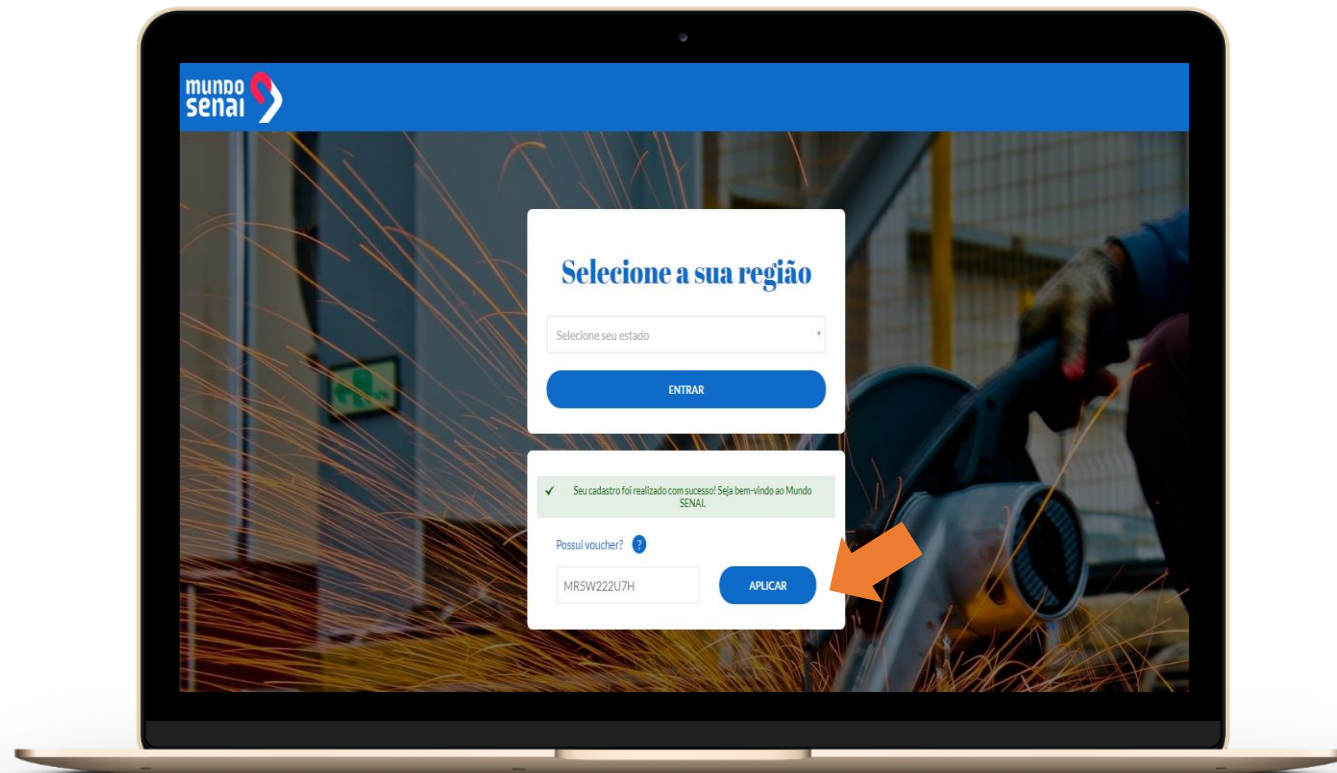 mundo
senai
Selecione a sua região
Selecione seu estado
ENTRAR
Seu cadastro foi realizado com sucesso! Seja bem-vindo ao Mundo
SENAI.
Possui voucher? ?
MR5W222U7H
APLICAR